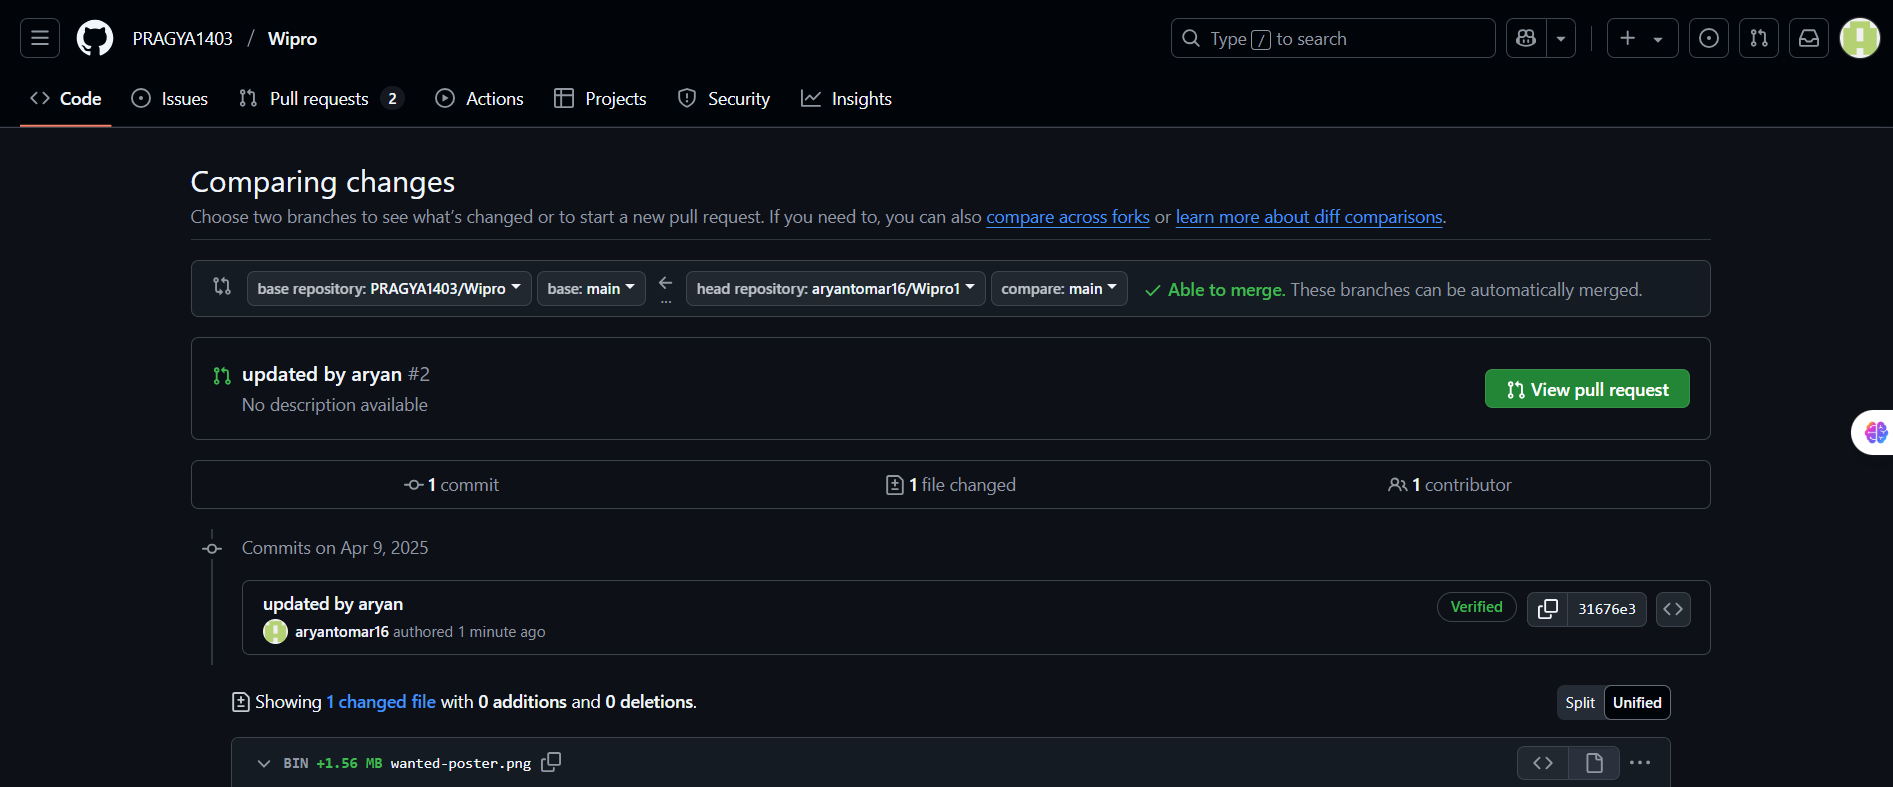 PRAGYA1403 / Wipro
Type / to search
Code Issues Pull requests 2 Actions Projects Security Insights
Comparing changes
Choose two branches to see what's changed or to start a new pull request. If you need to, you can also compare across forks or learn more about diff comparisons.
base repository: PRAGYA1403/Wipro base: main ... head repository: aryantomar16/Wipro1 compare: main Able to merge. These branches can be automatically merged.
updated by aryan #2
No description available
View pull request
1 commit 1 file changed 1 contributor
Commits on Apr 9, 2025
updated by aryan
aryantomar16 authored 1 minute ago
Verified 31676e3
Showing 1 changed file with 0 additions and 0 deletions.
Split Unified
BIN +1.56 MB wanted-poster.png